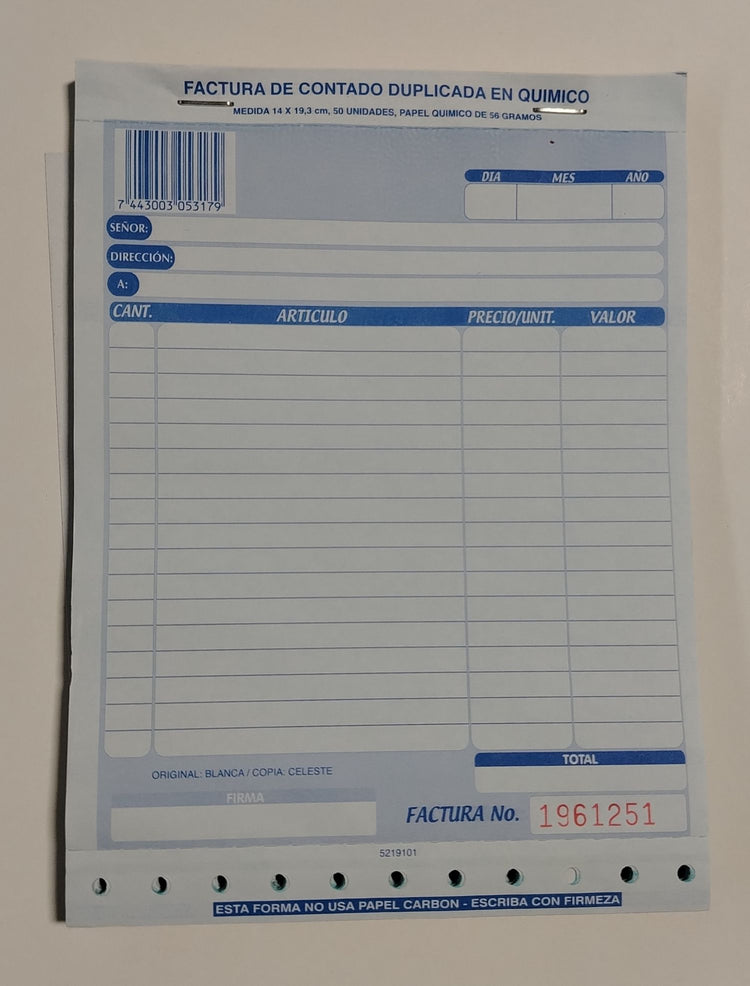 FACTURA DE CONTADO DUPLICADA EN QUIMICO
MEDIDA 14 X 19,3 cm, 50 UNIDADES, PAPEL QUIMICO DE 56 GRAMOS
7 443003 053179
DIA MES AÑO
SEÑOR:
DIRECCIÓN:
A:
CANT. ARTICULO PRECIO/UNIT. VALOR
TOTAL
ORIGINAL: BLANCA / COPIA: CELESTE
FIRMA
FACTURA No. 1961251
5219101
ESTA FORMA NO USA PAPEL CARBON - ESCRIBA CON FIRMEZA